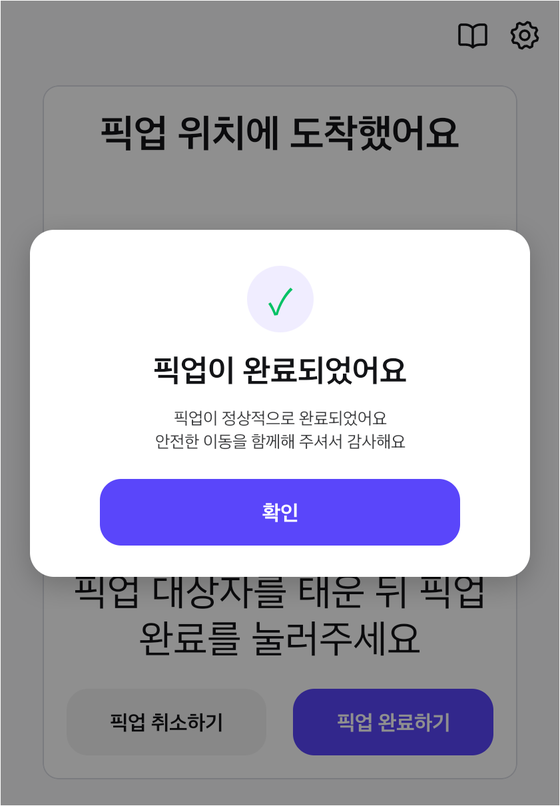 픽업 위치에 도착했어요
픽업이 완료되었어요
픽업이 정상적으로 완료되었어요
안전한 이동을 함께해 주셔서 감사해요
확인
픽업 대상자를 태운 뒤 픽업
완료를 눌러주세요
픽업 취소하기
픽업 완료하기